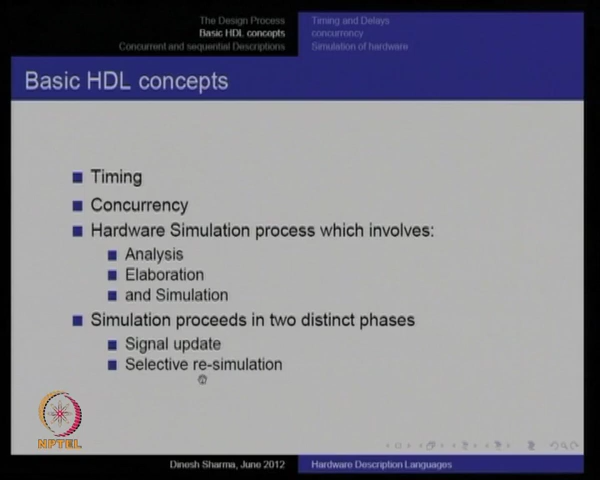 The Design Process
Basic HDL concepts
Concurrent and sequential Descriptions
Timing and Delays
concurrency
Simulation of hardware
Basic HDL concepts
Timing
Concurrency
Hardware Simulation process which involves:
Analysis
Elaboration
and Simulation
Simulation proceeds in two distinct phases
Signal update
Selective re-simulation
NPTEL
Dinesh Sharma, June 2012
Hardware Description Languages